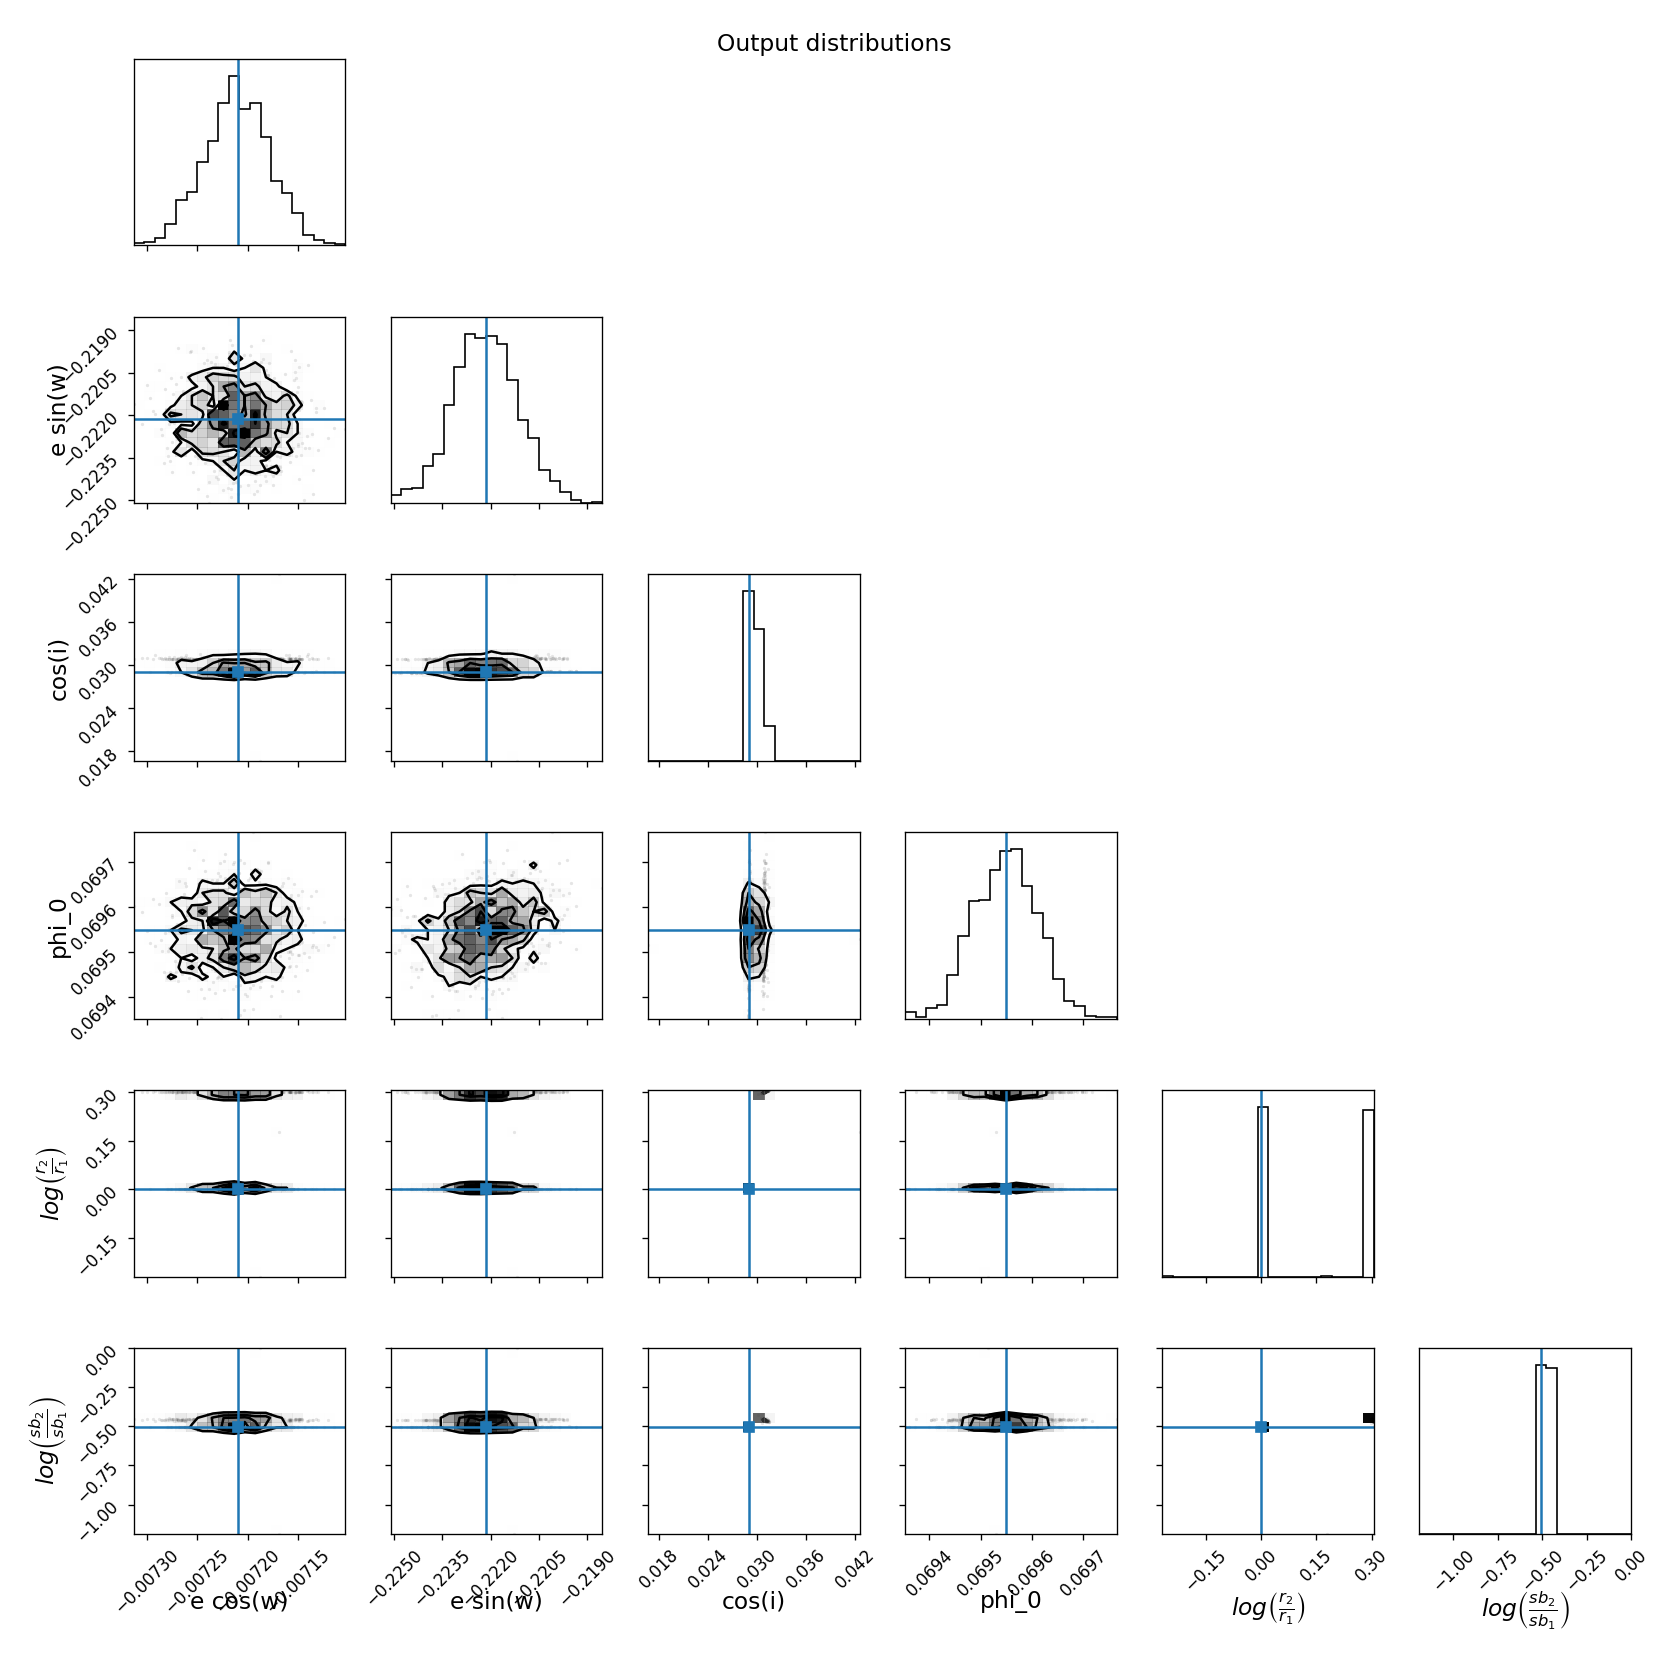 Output distributions
e sin(w)
−0.2190
−0.2205
−0.2220
−0.2235
−0.2250
cos(i)
0.042
0.036
0.030
0.024
0.018
phi_0
0.0697
0.0696
0.0695
0.0694
log(r₂/r₁)
0.30
0.15
0.00
−0.15
log(sb₂/sb₁)
0.00
−0.25
−0.50
−0.75
−1.00
−0.00730 −0.00725 −0.00720 −0.00715 −0.2250 −0.2235 −0.2220 −0.2205 −0.2190 0.018 0.024 0.030 0.036 0.042 0.0694 0.0695 0.0696 0.0697 −0.15 0.00 0.15 0.30 −1.00 −0.75 −0.50 −0.25 0.00
e cos(w) e sin(w) cos(i) phi_0 log(r₂/r₁) log(sb₂/sb₁)